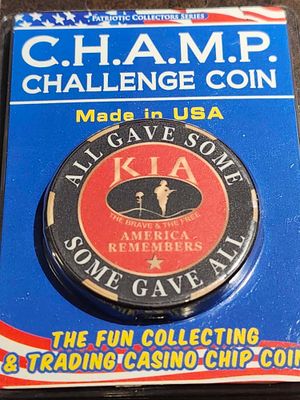 PATRIOTIC COLLECTORS SERIES
C.H.A.M.P.
CHALLENGE COIN
Made in USA
ALL GAVE SOME
KIA
THE BRAVE & THE FREE
AMERICA
REMEMBERS
SOME GAVE ALL
THE FUN COLLECTING
& TRADING CASINO CHIP COIN